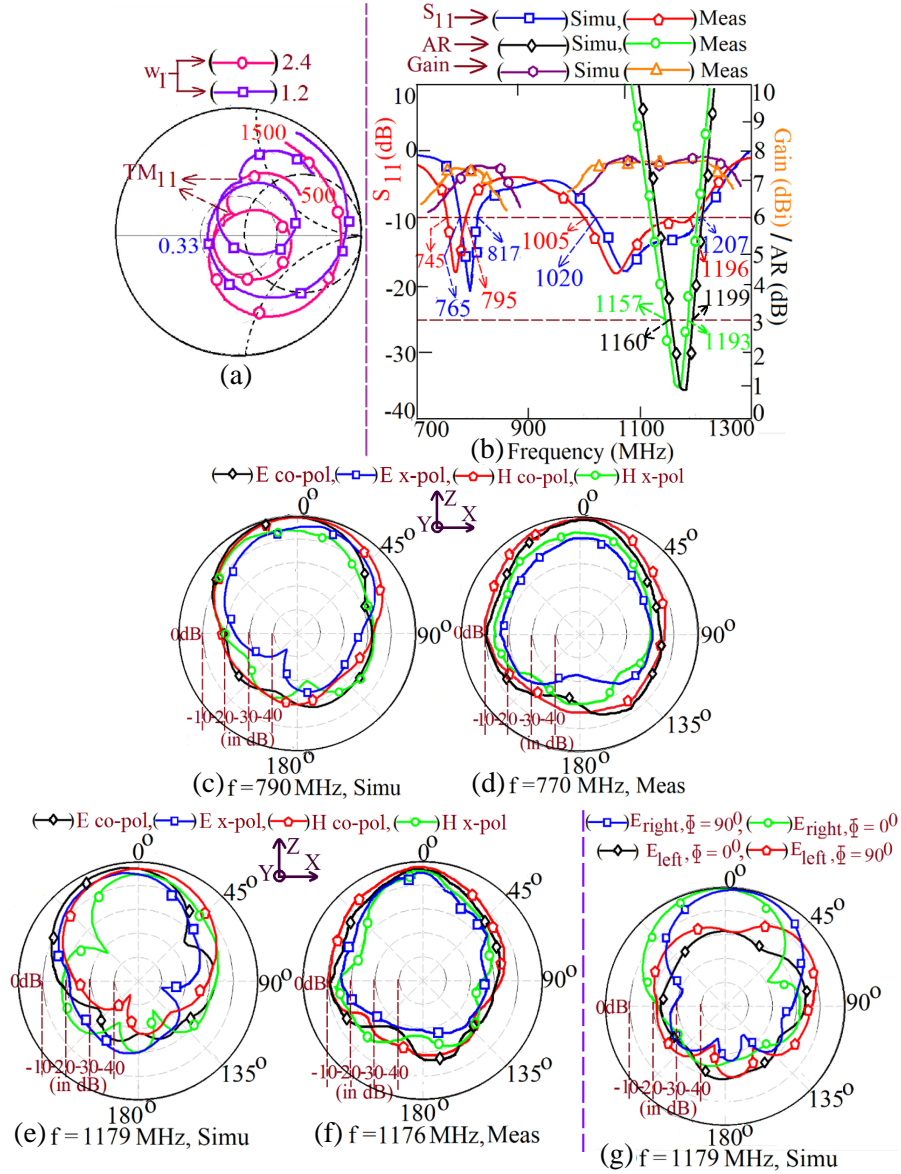 w1 ( ) 2.4
( ) 1.2
1500
500
TM11
0.33
(a)
S11 ( ) Simu, ( ) Meas
AR ( ) Simu, ( ) Meas
Gain ( ) Simu ( ) Meas
S11 (dB)
10
0
-10
-20
-30
-40
Gain (dBi) / AR (dB)
10
9
8
7
6
5
4
3
2
1
0
745
765
795
817
1005
1020
1207
1196
1157
1160
1199
1193
700
900
1100
1300
(b) Frequency (MHz)
( ) E co-pol, ( ) E x-pol ( ) H co-pol, ( ) H x-pol
Z
Y X
0o
45o
90o
0dB
-10-20-30-40
(in dB)
180o
(c) f = 790 MHz, Simu
0o
45o
90o
0dB
135o
-10-20-30-40
(in dB)
180o
(d) f = 770 MHz, Meas
( ) E co-pol, ( ) E x-pol ( ) H co-pol, ( ) H x-pol
Z
Y X
0o
45o
90o
0dB
135o
-10-20-30-40
(in dB)
180o
(e) f = 1179 MHz, Simu
0o
45o
90o
0dB
135o
-10-20-30-40
(in dB)
180o
(f) f = 1176 MHz, Meas
( ) Eright, Φ = 90o, ( ) Eright, Φ = 0o
( ) Eleft, Φ = 0o, ( ) Eleft, Φ = 90o
0o
45o
90o
0dB
135o
-10-20-30-40
(in dB)
180o
(g) f = 1179 MHz, Simu